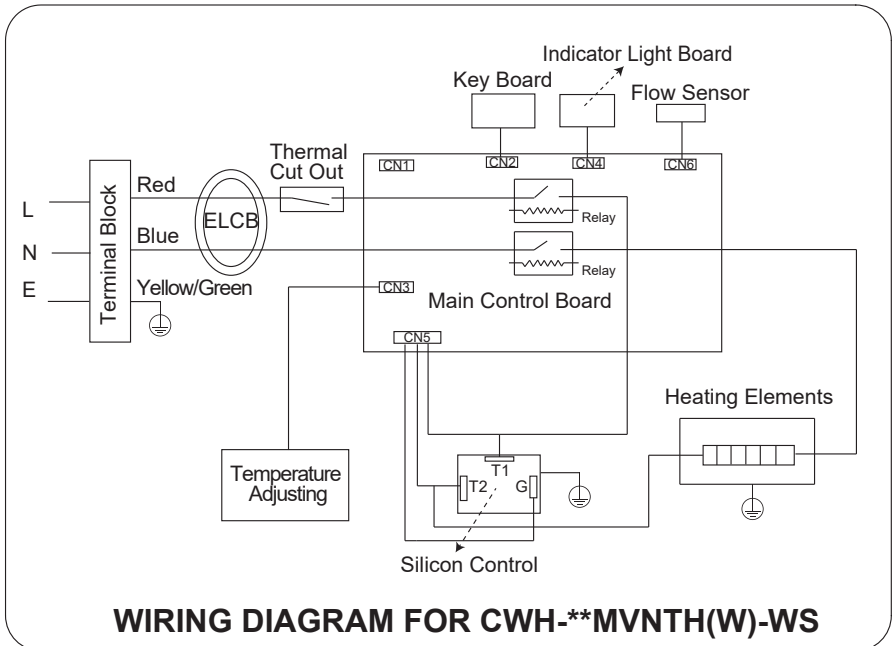 Indicator Light Board
Key Board
Flow Sensor
Thermal
Cut Out
CN1
CN2
CN4
CN6
Red
L
Terminal Block
ELCB
Relay
Blue
N
Relay
E
Yellow/Green
CN3
Main Control Board
CN5
Heating Elements
Temperature
Adjusting
T1
T2
G
Silicon Control
WIRING DIAGRAM FOR CWH-**MVNTH(W)-WS